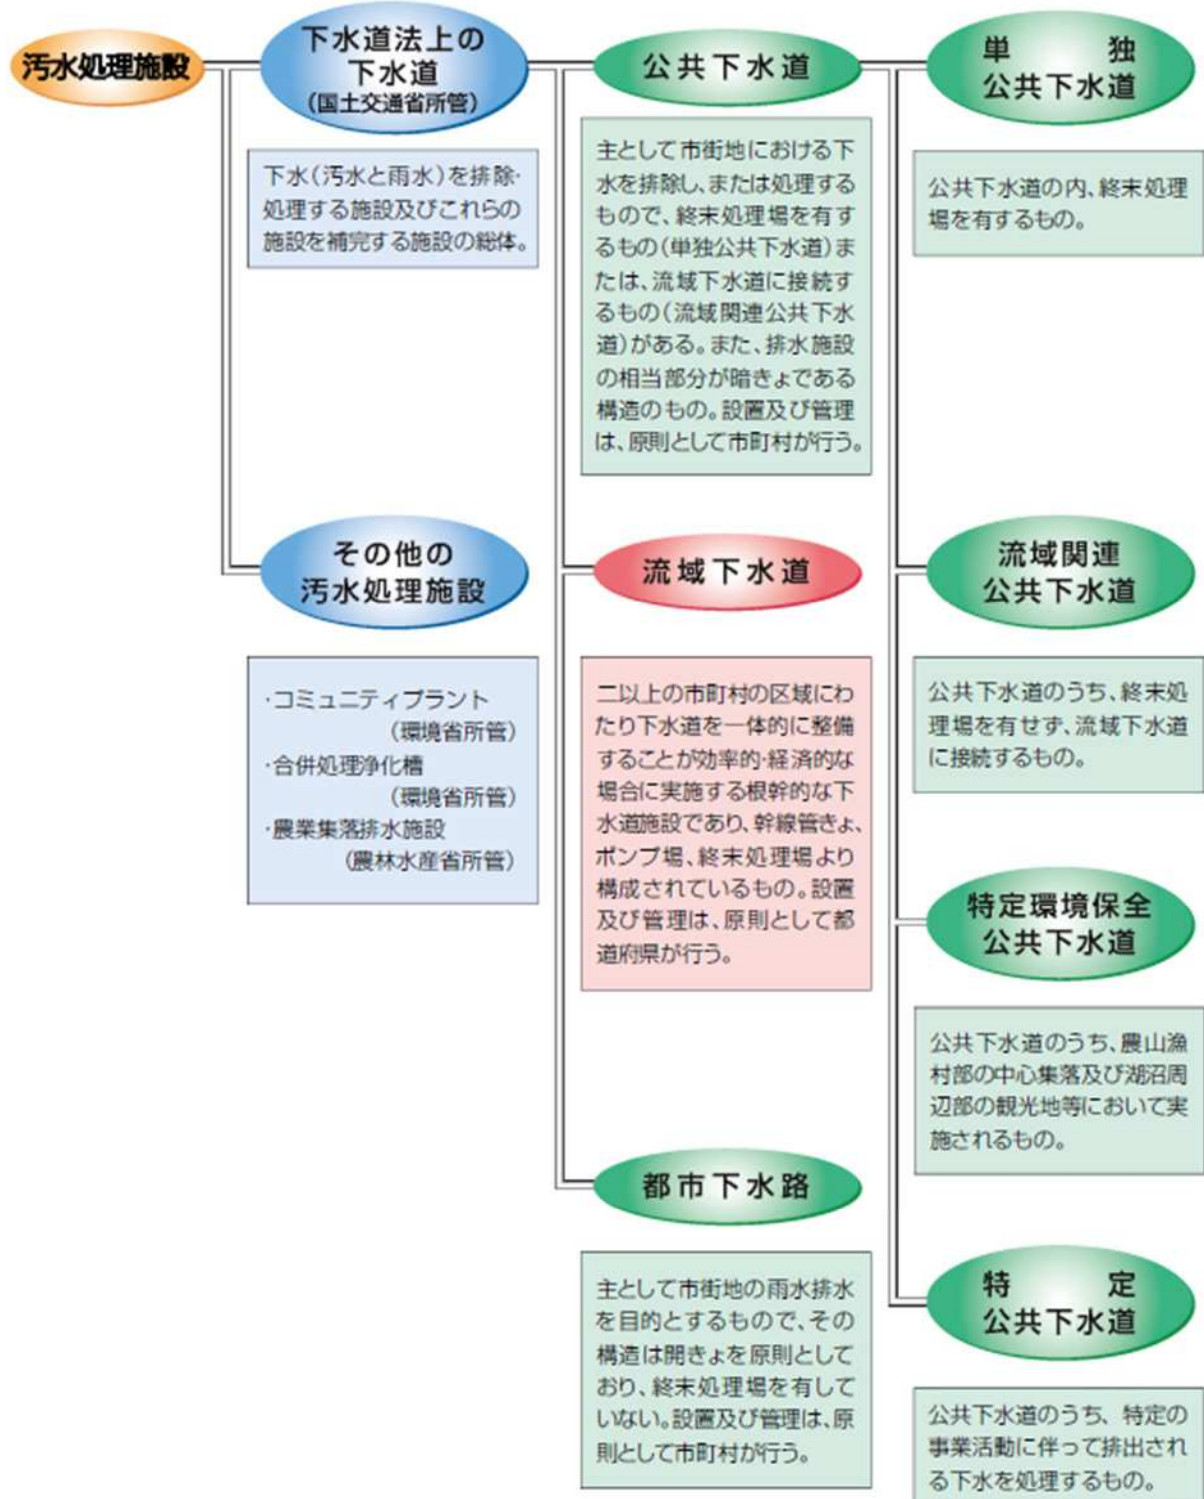 汚水処理施設
下水道法上の
下水道
(国土交通省所管)
下水(汚水と雨水)を排除・
処理する施設及びこれらの
施設を補完する施設の総体。
その他の
汚水処理施設
・コミュニティプラント
(環境省所管)
・合併処理浄化槽
(環境省所管)
・農業集落排水施設
(農林水産省所管)
公共下水道
主として市街地における下
水を排除し、または処理する
もので、終末処理場を有す
るもの(単独公共下水道)ま
たは、流域下水道に接続す
るもの(流域関連公共下水
道)がある。また、排水施設
の相当部分が暗きょである
構造のもの。設置及び管理
は、原則として市町村が行う。
流域下水道
二以上の市町村の区域にわ
たり下水道を一体的に整備
することが効率的・経済的な
場合に実施する根幹的な下
水道施設であり、幹線管きょ、
ポンプ場、終末処理場より
構成されているもの。設置
及び管理は、原則として都
道府県が行う。
都市下水路
主として市街地の雨水排水
を目的とするもので、その
構造は開きょを原則として
おり、終末処理場を有して
いない。設置及び管理は、原
則として市町村が行う。
単 独
公共下水道
公共下水道の内、終末処理
場を有するもの。
流域関連
公共下水道
公共下水道のうち、終末処
理場を有せず、流域下水道
に接続するもの。
特定環境保全
公共下水道
公共下水道のうち、農山漁
村部の中心集落及び湖沼周
辺部の観光地等において実
施されるもの。
特 定
公共下水道
公共下水道のうち、特定の
事業活動に伴って排出され
る下水を処理するもの。